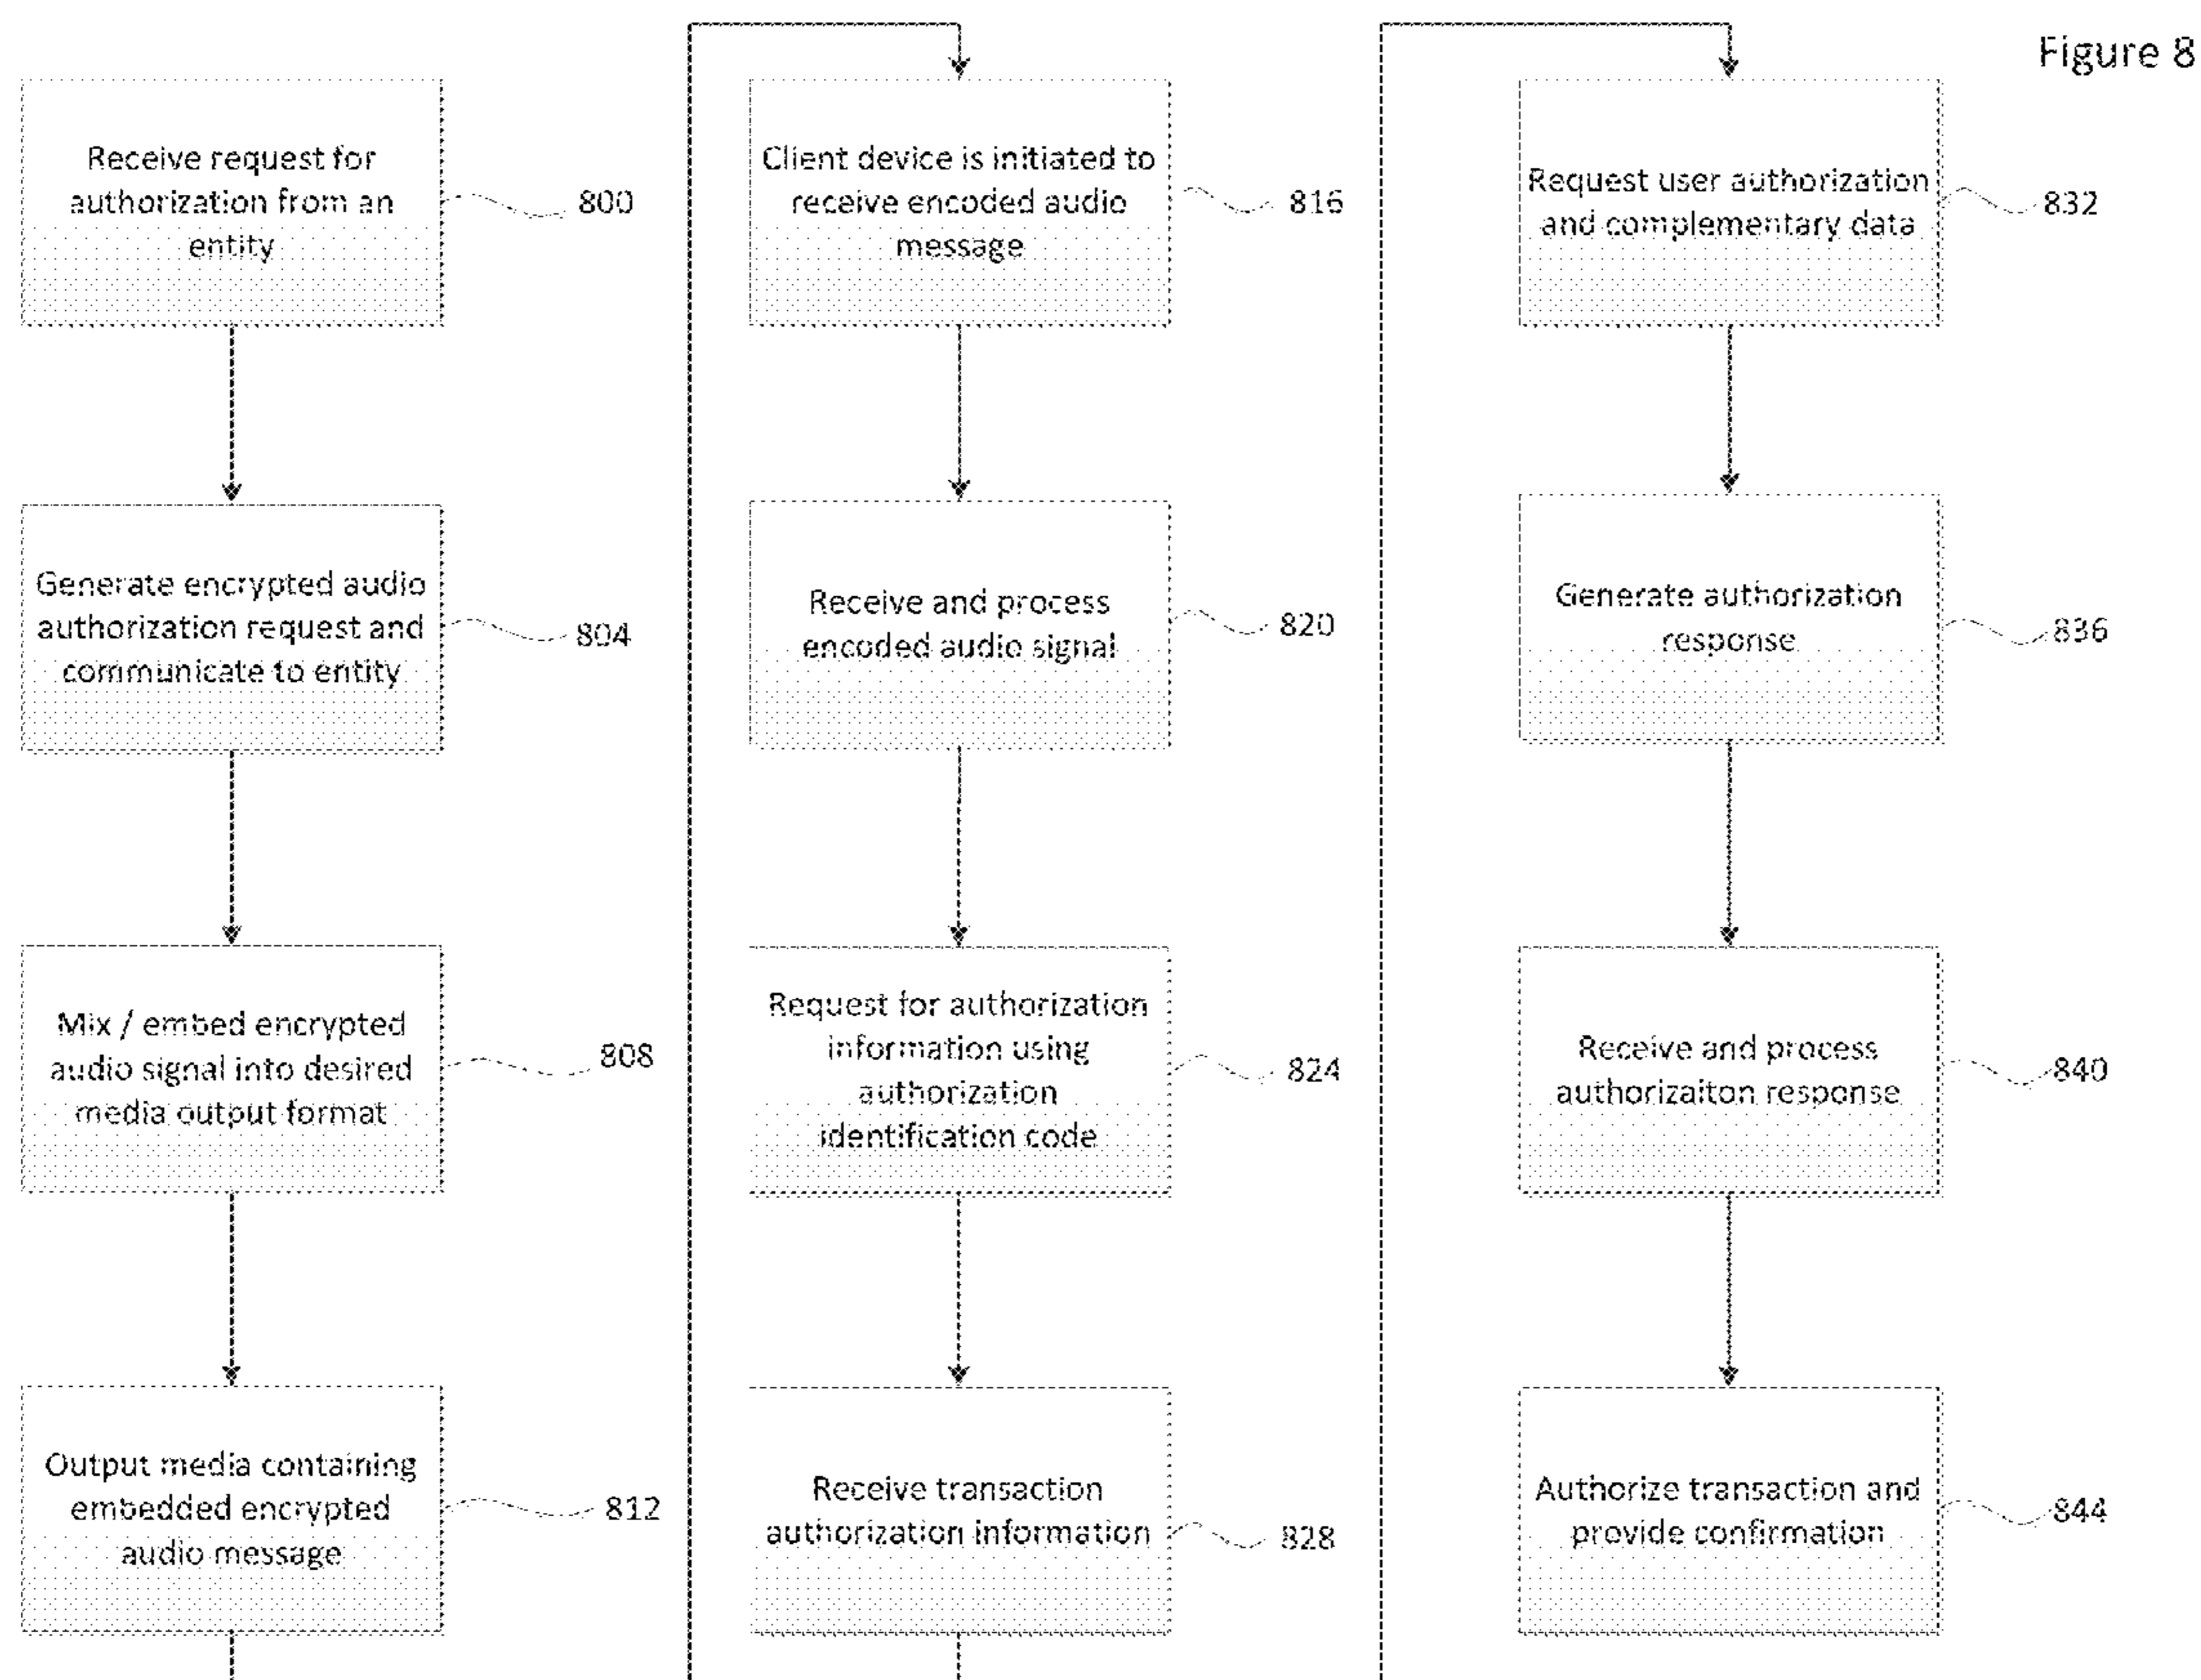 Figure 8
Receive request for
authorization from an
entity
800
Generate encrypted audio
authorization request and
communicate to entity
804
Mix / embed encrypted
audio signal into desired
media output format
808
Output media containing
embedded encrypted
audio message
812
Client device is initiated to
receive encoded audio
message
816
Receive and process
encoded audio signal
820
Request for authorization
information using
authorization
identification code
824
Receive transaction
authorization information
828
Request user authorization
and complementary data
832
Generate authorization
response
836
Receive and process
authorizaiton response
840
Authorize transaction and
provide confirmation
844